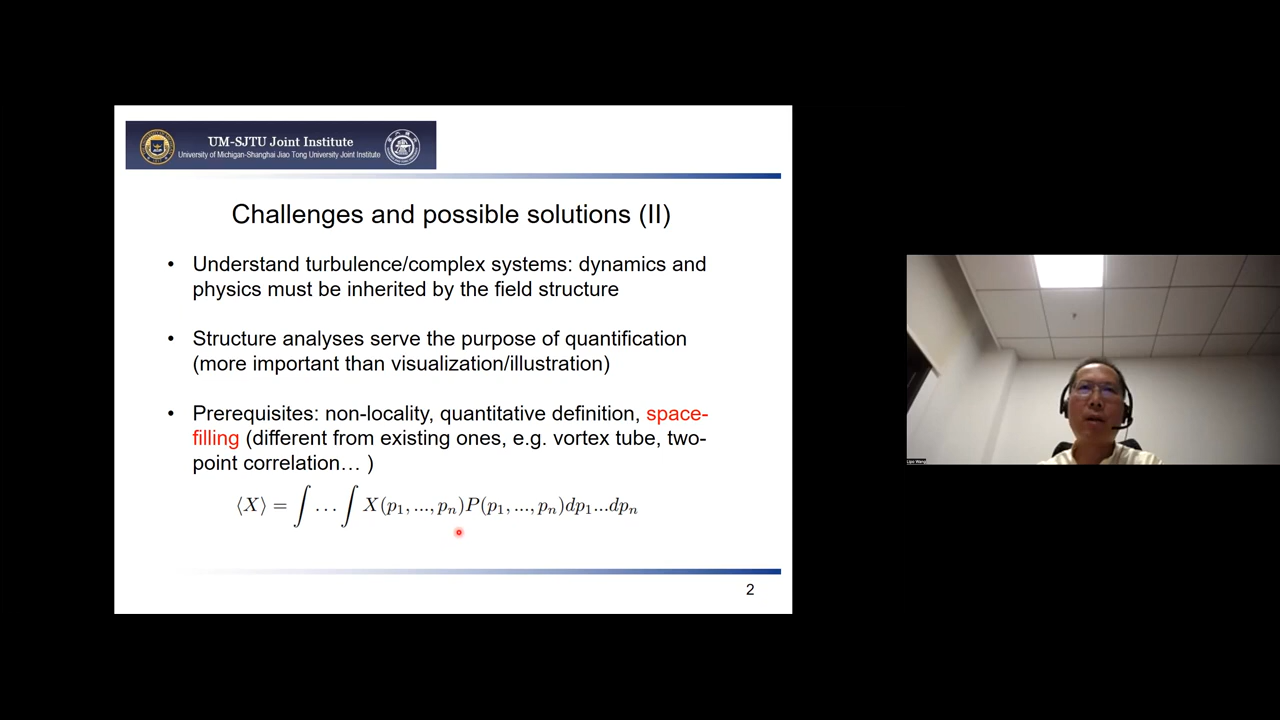 UM-SJTU Joint Institute
University of Michigan-Shanghai Jiao Tong University Joint Institute
Challenges and possible solutions (II)
• Understand turbulence/complex systems: dynamics and
physics must be inherited by the field structure
• Structure analyses serve the purpose of quantification
(more important than visualization/illustration)
• Prerequisites: non-locality, quantitative definition, space-
filling (different from existing ones, e.g. vortex tube, two-
point correlation… )
⟨X⟩ = ∫ … ∫ X(p₁, ..., pₙ)P(p₁, ..., pₙ)dp₁...dpₙ
2
Lipo Wang